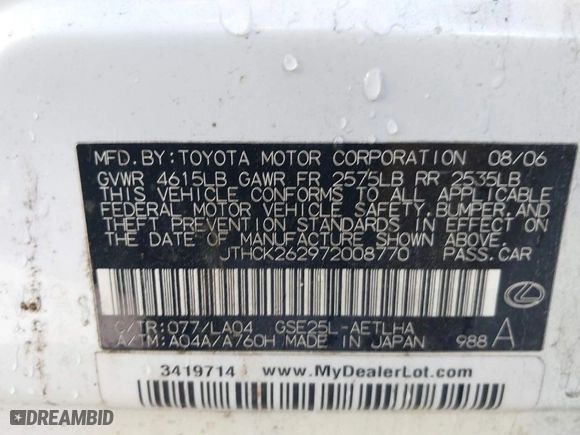 MFD. BY: TOYOTA MOTOR CORPORATION 08/06
GVWR 4615LB GAWR FR 2575LB RR 2535LB
THIS VEHICLE CONFORMS TO ALL APPLICABLE
FEDERAL MOTOR VEHICLE SAFETY, BUMPER, AND
THEFT PREVENTION STANDARDS IN EFFECT ON
THE DATE OF MANUFACTURE SHOWN ABOVE.
JTHCK262972008770 PASS. CAR
C/TR: 077/LA04 GSE25L-AETLHA
A/TM: A04A/A760H MADE IN JAPAN 988 A
3419714 www.MyDealerLot.com
DREAMBID